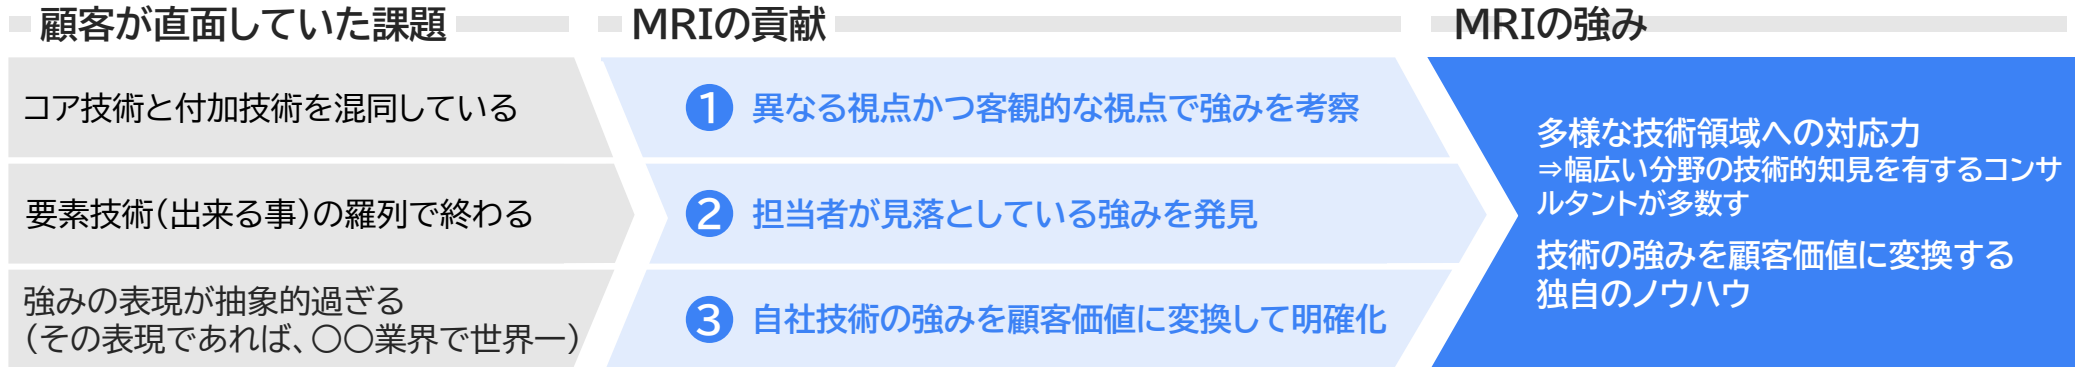 顧客が直面していた課題
MRIの貢献
MRIの強み
コア技術と付加技術を混同している
❶ 異なる視点かつ客観的な視点で強みを考察
要素技術(出来る事)の羅列で終わる
❷ 担当者が見落としている強みを発見
強みの表現が抽象的過ぎる
(その表現であれば、〇〇業界で世界一)
❸ 自社技術の強みを顧客価値に変換して明確化
多様な技術領域への対応力
⇒幅広い分野の技術的知見を有するコンサ
ルタントが多数す
技術の強みを顧客価値に変換する
独自のノウハウ